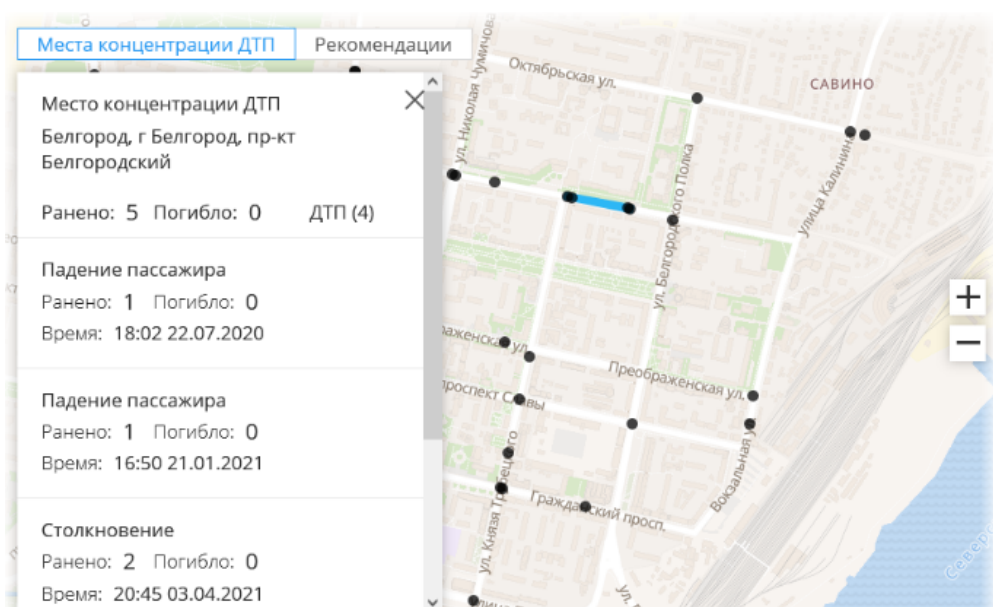 Места концентрации ДТП
Рекомендации
Место концентрации ДТП
Белгород, г Белгород, пр-кт
Белгородский
Ранено: 5 Погибло: 0 ДТП (4)
Падение пассажира
Ранено: 1 Погибло: 0
Время: 18:02 22.07.2020
Падение пассажира
Ранено: 1 Погибло: 0
Время: 16:50 21.01.2021
Столкновение
Ранено: 2 Погибло: 0
Время: 20:45 03.04.2021
ул. Николая Чумичова
Октябрьская ул.
САВИНО
улица Калинина
ул. Белгородского Полка
Преображенская ул.
проспект Славы
Вокзальная у
Гражданский просп.
ул. Князя Трубецкого
ул.
+
−